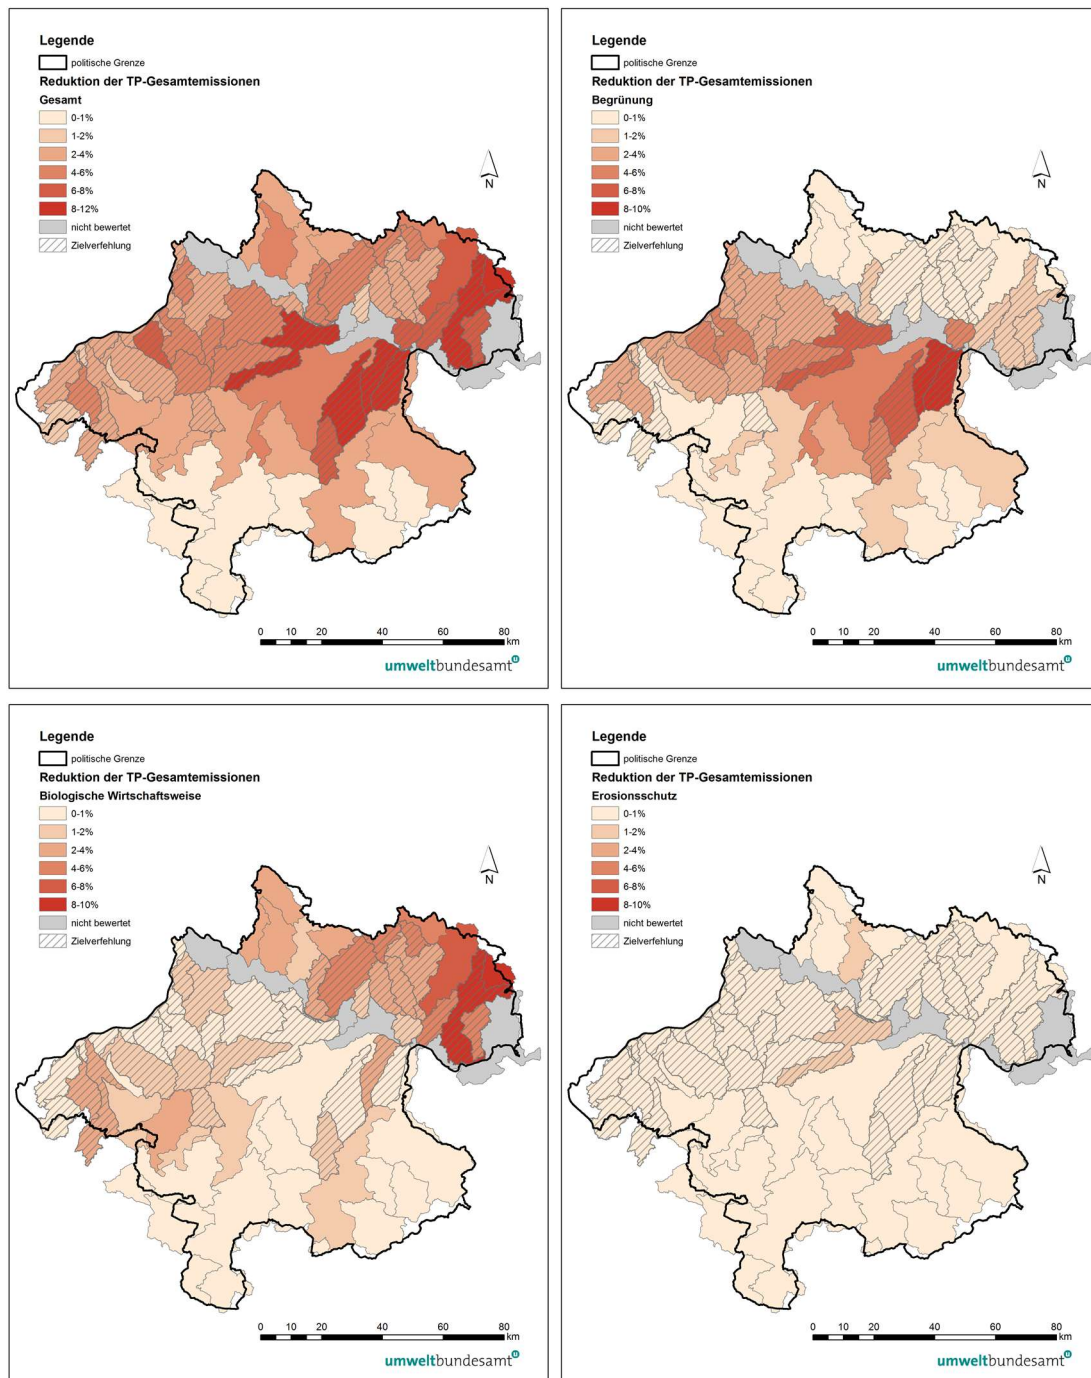 Legende
politische Grenze
Reduktion der TP-Gesamtemissionen
Gesamt
0-1%
1-2%
2-4%
4-6%
6-8%
8-12%
nicht bewertet
Zielverfehlung
N
0 10 20 40 60 80
km
umweltbundesamt u
Legende
politische Grenze
Reduktion der TP-Gesamtemissionen
Begrünung
0-1%
1-2%
2-4%
4-6%
6-8%
8-10%
nicht bewertet
Zielverfehlung
N
0 10 20 40 60 80
km
umweltbundesamt u
Legende
politische Grenze
Reduktion der TP-Gesamtemissionen
Biologische Wirtschaftsweise
0-1%
1-2%
2-4%
4-6%
6-8%
8-10%
nicht bewertet
Zielverfehlung
N
0 10 20 40 60 80
km
umweltbundesamt u
Legende
politische Grenze
Reduktion der TP-Gesamtemissionen
Erosionsschutz
0-1%
1-2%
2-4%
4-6%
6-8%
8-10%
nicht bewertet
Zielverfehlung
N
0 10 20 40 60 80
km
umweltbundesamt u